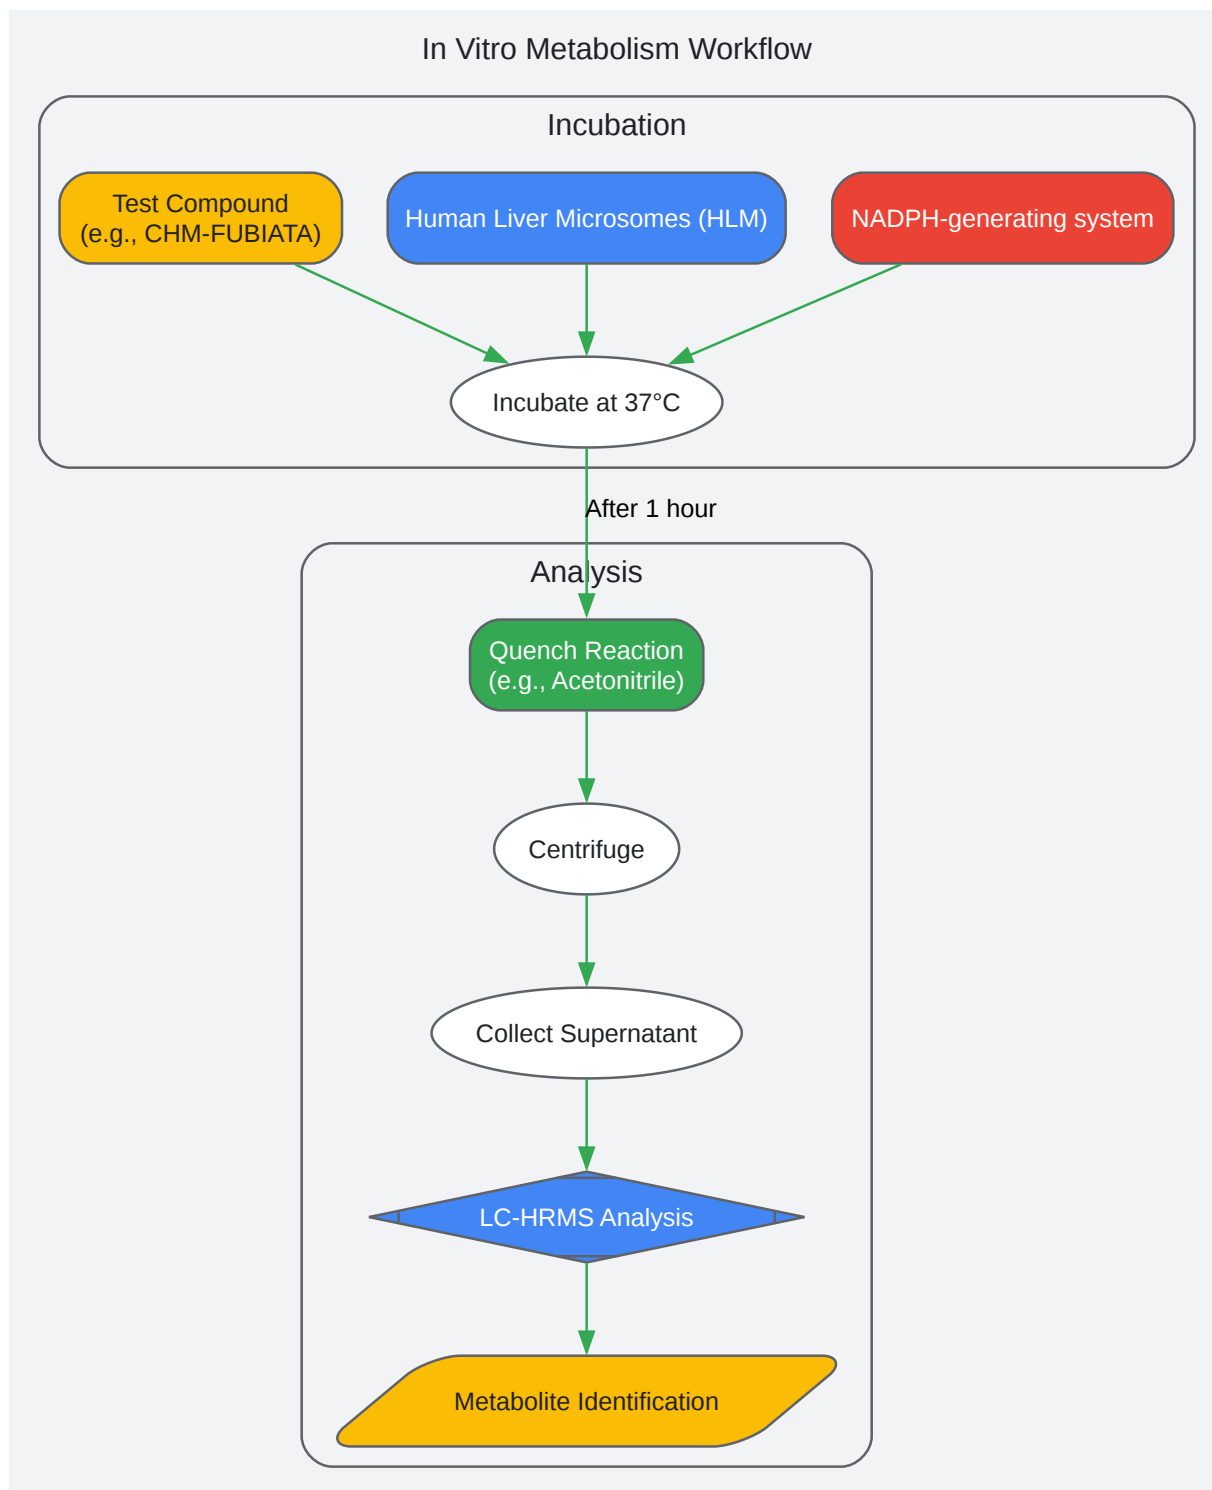 In Vitro Metabolism Workflow
Incubation
Test Compound
(e.g., CHM-FUBIATA)
Human Liver Microsomes (HLM)
NADPH-generating system
Incubate at 37°C
After 1 hour
Analysis
Quench Reaction
(e.g., Acetonitrile)
Centrifuge
Collect Supernatant
LC-HRMS Analysis
Metabolite Identification